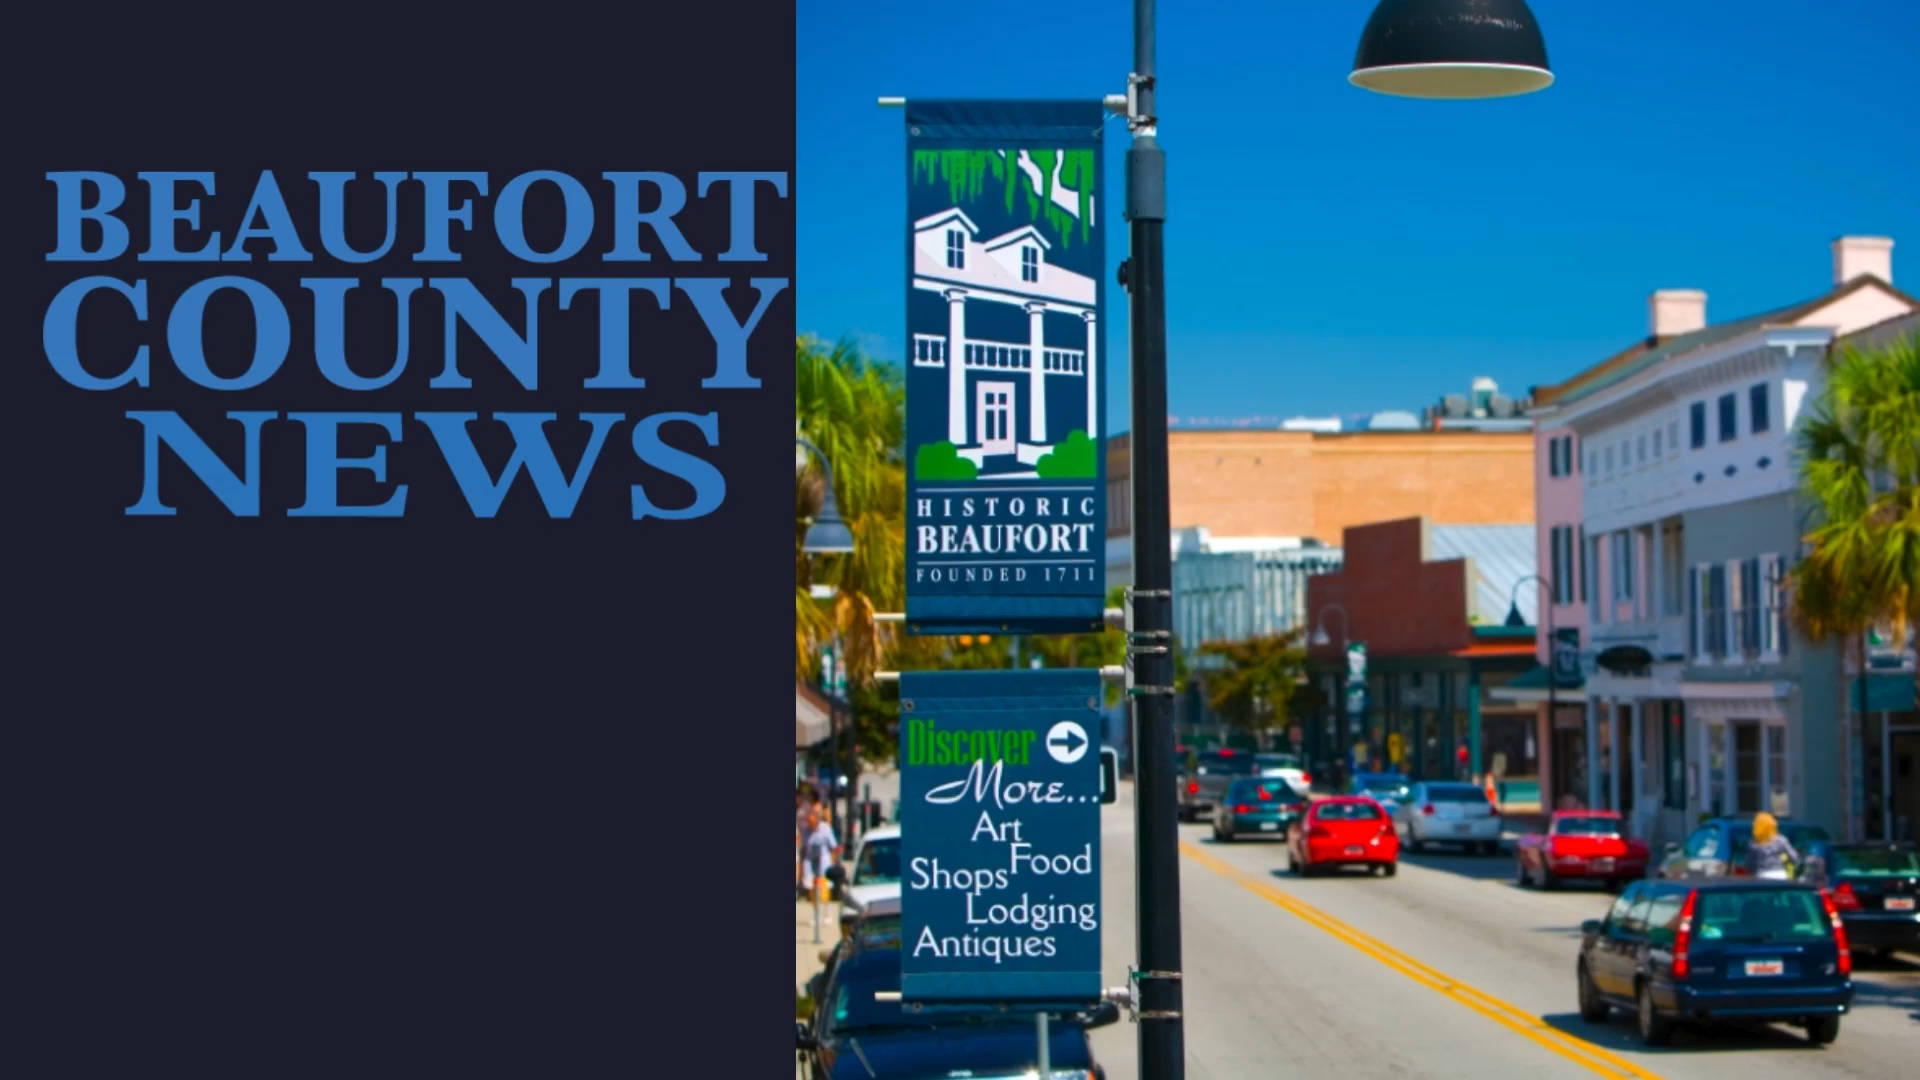 BEAUFORT
COUNTY
NEWS
HISTORIC
BEAUFORT
FOUNDED 1711
Discover
More...
Art
Food
Shops
Lodging
Antiques